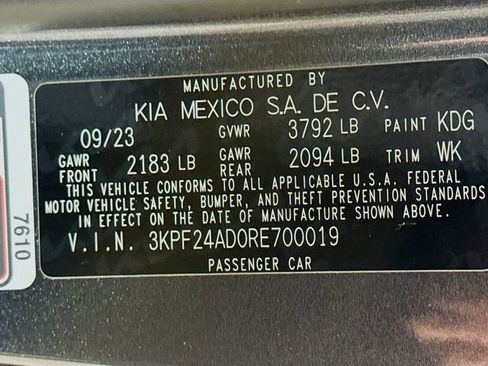 MANUFACTURED BY
KIA MEXICO S.A. DE C.V.
09/23 GVWR 3792 LB PAINT KDG
GAWR FRONT 2183 LB GAWR REAR 2094 LB TRIM WK
THIS VEHICLE CONFORMS TO ALL APPLICABLE U.S.A. FEDERAL
MOTOR VEHICLE SAFETY, BUMPER, AND THEFT PREVENTION STANDARDS
IN EFFECT ON THE DATE OF MANUFACTURE SHOWN ABOVE.
V.I.N. 3KPF24AD0RE700019
PASSENGER CAR
7610